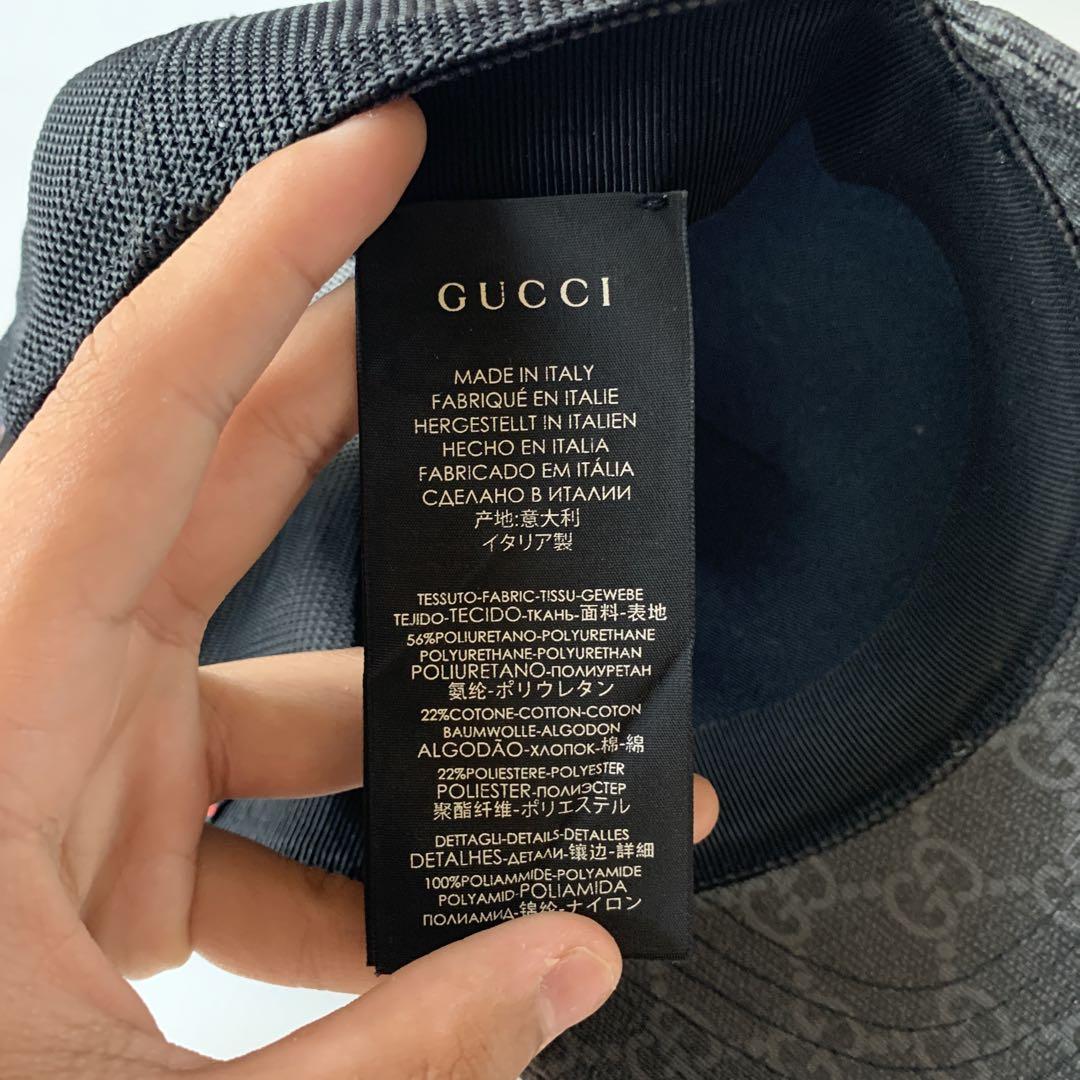 GUCCI
MADE IN ITALY
FABRIQUÉ EN ITALIE
HERGESTELLT IN ITALIEN
HECHO EN ITALIA
FABRICADO EM ITÁLIA
СДЕЛАНО В ИТАЛИИ
产地:意大利
イタリア製
TESSUTO-FABRIC-TISSU-GEWEBE
TEJIDO-TECIDO-ТКАНЬ-面料-表地
56%POLIURETANO-POLYURETHANE
POLYURETHANE-POLYURETHAN
POLIURETANO-ПОЛИУРЕТАН
氨纶-ポリウレタン
22%COTONE-COTTON-COTON
BAUMWOLLE-ALGODON
ALGODÃO-ХЛОПОК-棉-綿
22%POLIESTERE-POLYESTER
POLIESTER-ПОЛИЭСТЕР
聚酯纤维-ポリエステル
DETTAGLI-DETAILS-DETALLES
DETALHES-ДЕТАЛИ-镶边-詳細
100%POLIAMMIDE-POLYAMIDE
POLYAMID-POLIAMIDA
ПОЛИАМИД-锦纶-ナイロン